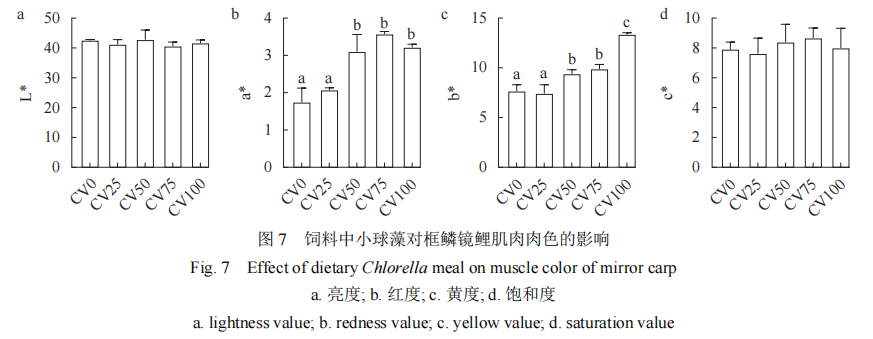 a
L*
50
40
30
20
10
0
CV0
CV25
CV50
CV75
CV100
b
a*
4
3
2
1
0
a
a
b
b
b
CV0
CV25
CV50
CV75
CV100
c
b*
15
10
5
0
a
a
b
b
c
CV0
CV25
CV50
CV75
CV100
d
c*
10
8
6
4
2
0
CV0
CV25
CV50
CV75
CV100
图 7 饲料中小球藻对框鳞镜鲤肌肉肉色的影响
Fig. 7 Effect of dietary Chlorella meal on muscle color of mirror carp
a. 亮度; b. 红度; c. 黄度; d. 饱和度
a. lightness value; b. redness value; c. yellow value; d. saturation value